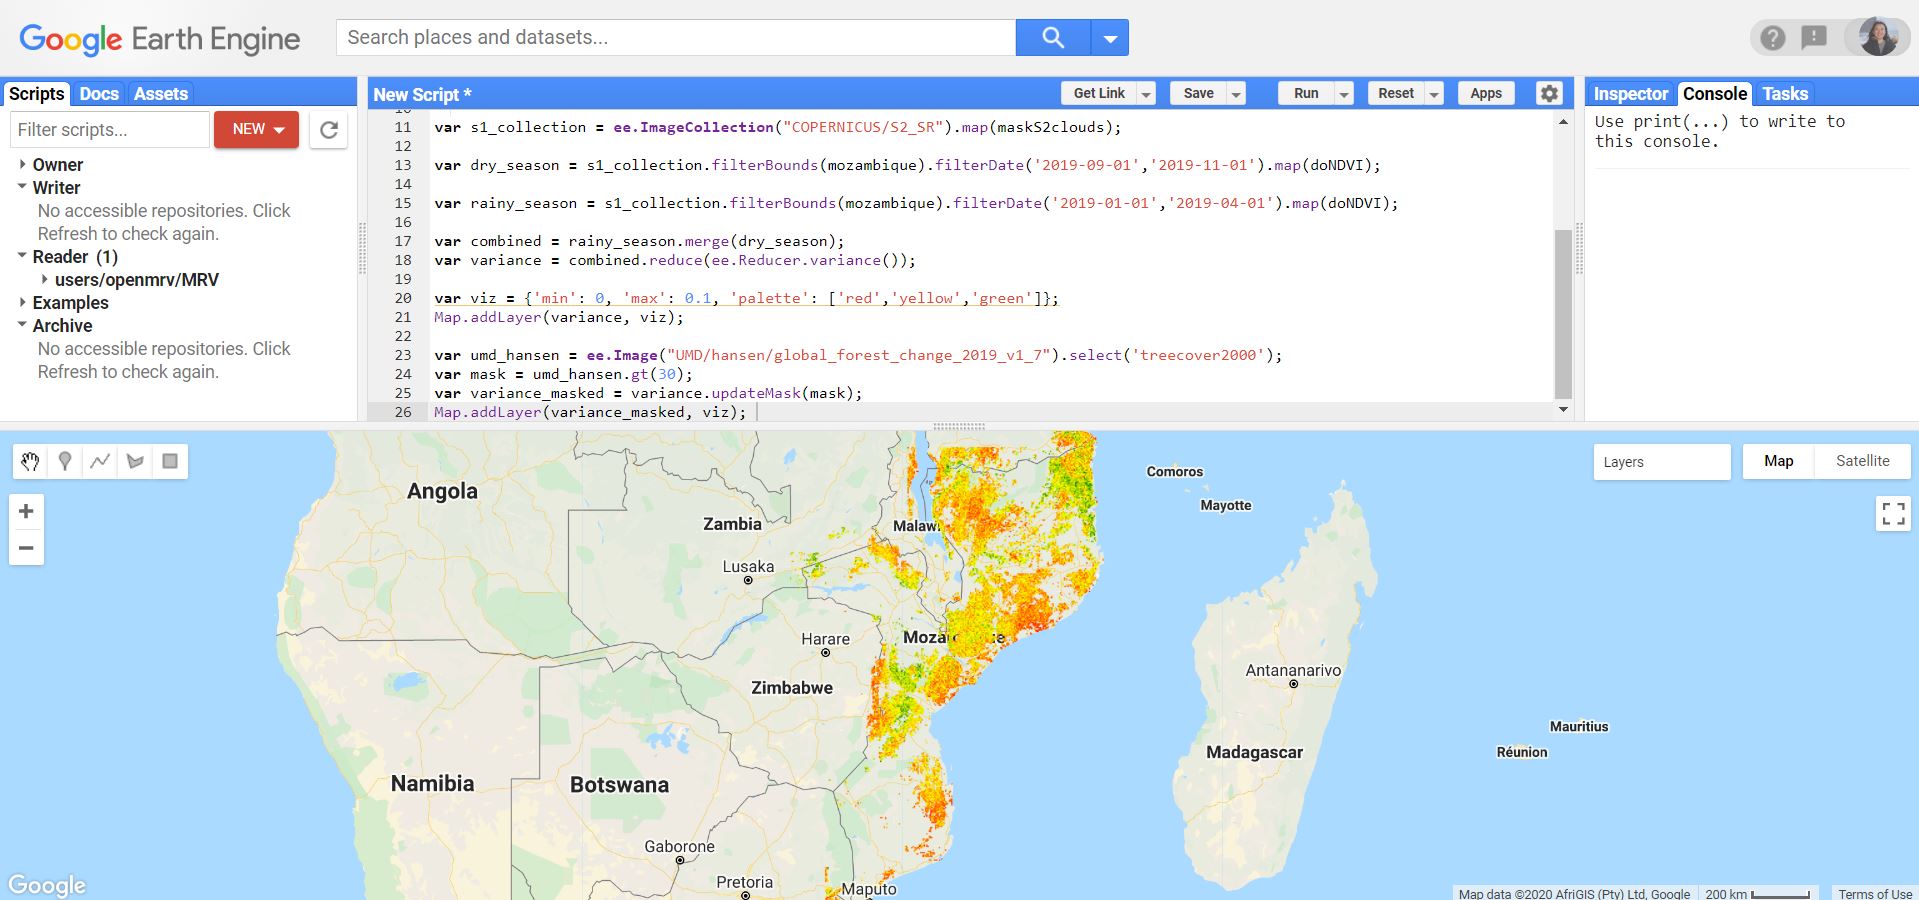 Google Earth Engine
Search places and datasets...
Scripts Docs Assets
Filter scripts...
NEW
Owner
Writer
No accessible repositories. Click
Refresh to check again.
Reader (1)
users/openmrv/MRV
Examples
Archive
No accessible repositories. Click
Refresh to check again.
New Script *
Get Link Save Run Reset Apps
11 var s1_collection = ee.ImageCollection("COPERNICUS/S2_SR").map(maskS2clouds);
12
13 var dry_season = s1_collection.filterBounds(mozambique).filterDate('2019-09-01','2019-11-01').map(doNDVI);
14
15 var rainy_season = s1_collection.filterBounds(mozambique).filterDate('2019-01-01','2019-04-01').map(doNDVI);
16
17 var combined = rainy_season.merge(dry_season);
18 var variance = combined.reduce(ee.Reducer.variance());
19
20 var viz = {'min': 0, 'max': 0.1, 'palette': ['red','yellow','green']};
21 Map.addLayer(variance, viz);
22
23 var umd_hansen = ee.Image("UMD/hansen/global_forest_change_2019_v1_7").select('treecover2000');
24 var mask = umd_hansen.gt(30);
25 var variance_masked = variance.updateMask(mask);
26 Map.addLayer(variance_masked, viz);
Inspector Console Tasks
Use print(...) to write to
this console.
Layers
Map Satellite
Comoros
Mayotte
Angola
Zambia
Malawi
Lusaka
Harare
Mozambique
Zimbabwe
Antananarivo
Mauritius
Réunion
Madagascar
Namibia
Botswana
Gaborone
Pretoria
Maputo
Google
Map data ©2020 AfriGIS (Pty) Ltd, Google 200 km Terms of Use